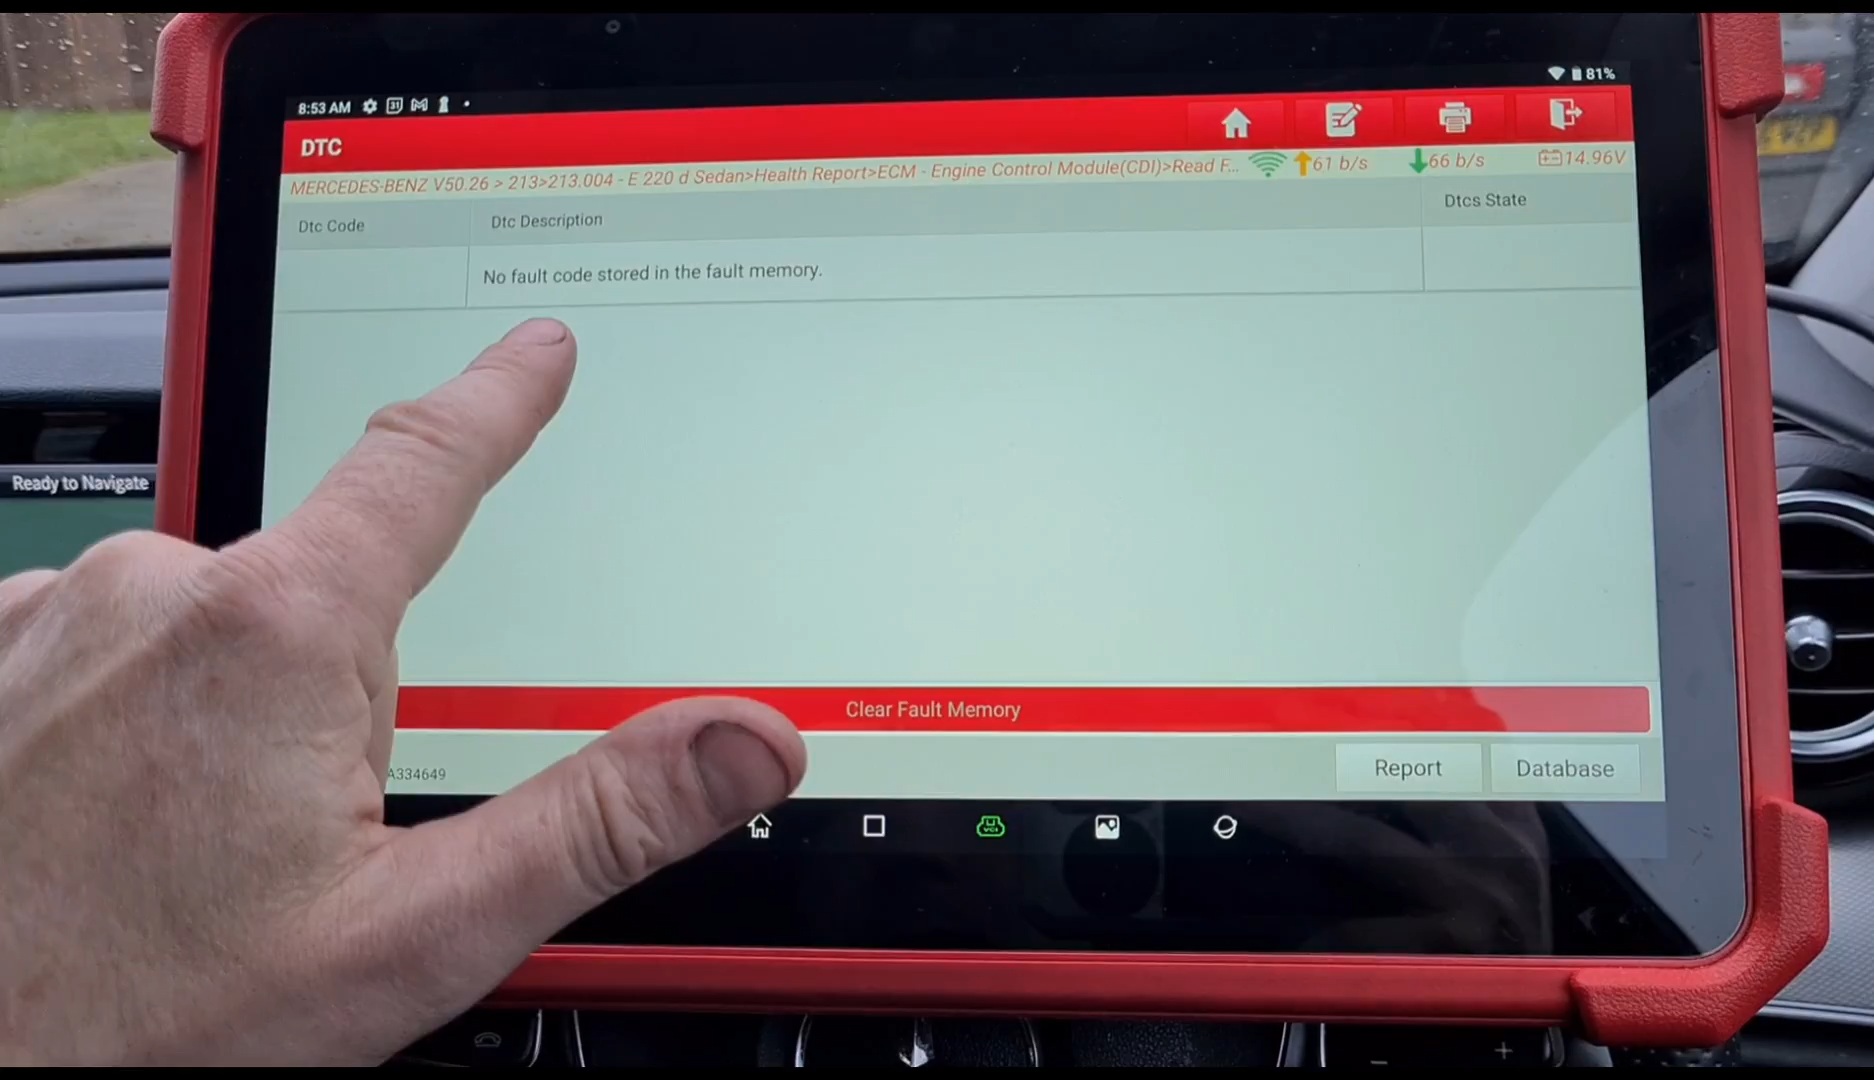 8:53 AM
81%
DTC
MERCEDES-BENZ V50.26 > 213>213.004 - E 220 d Sedan>Health Report>ECM - Engine Control Module(CDI)>Read F...
61 b/s
66 b/s
14.96V
Dtc Code
Dtc Description
Dtcs State
No fault code stored in the fault memory.
Ready to Navigate
Clear Fault Memory
A334649
Report
Database
VCI